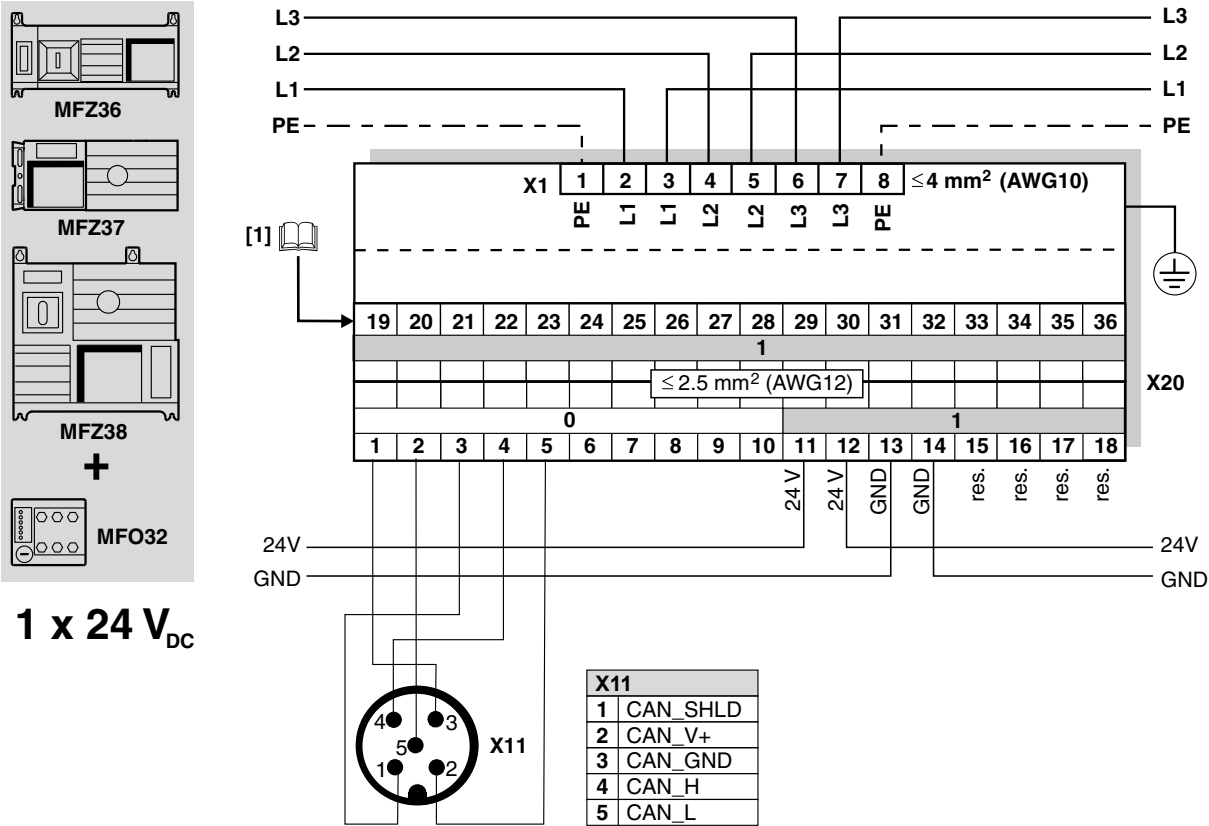 MFZ36
MFZ37
MFZ38
+
MFO32
1 x 24 V DC
L3 L3
L2 L2
L1 L1
PE PE
X1 1 2 3 4 5 6 7 8 ≤4 mm² (AWG10)
PE L1 L1 L2 L2 L3 L3 PE
[1]
19 20 21 22 23 24 25 26 27 28 29 30 31 32 33 34 35 36
1
≤ 2.5 mm² (AWG12)
X20
0 1
1 2 3 4 5 6 7 8 9 10 11 12 13 14 15 16 17 18
24 V 24 V GND GND res. res. res. res.
24V 24V
GND GND
4 3
5
1 2
X11
X11
1 CAN_SHLD
2 CAN_V+
3 CAN_GND
4 CAN_H
5 CAN_L